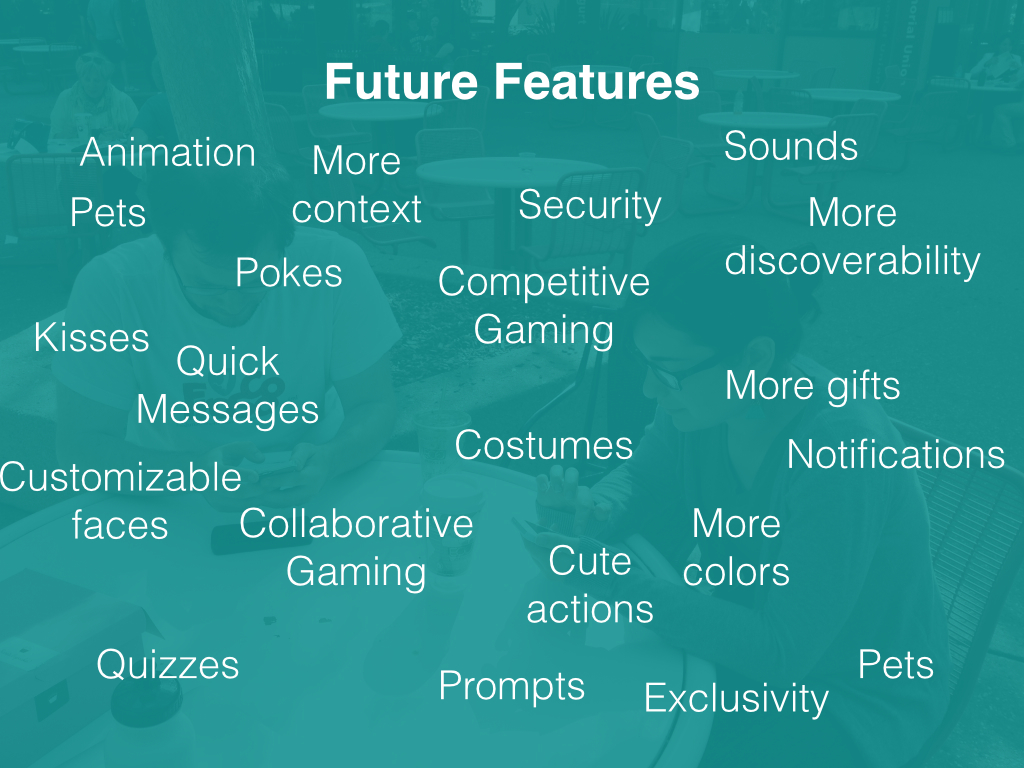 Future Features
Animation
More
context
Sounds
Pets
Security
More
discoverability
Pokes
Competitive
Gaming
Kisses
Quick
Messages
More gifts
Costumes
Notifications
Customizable
faces
Collaborative
Gaming
More
colors
Cute
actions
Quizzes
Prompts
Exclusivity
Pets